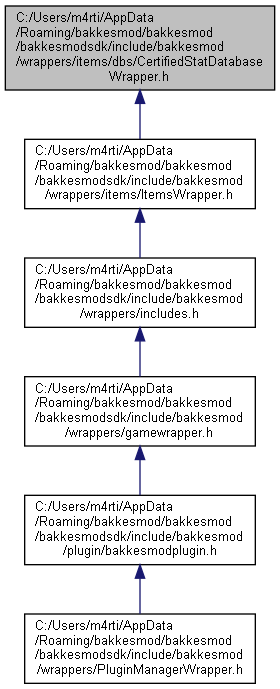 C:/Users/m4rti/AppData
/Roaming/bakkesmod/bakkesmod
/bakkesmodsdk/include/bakkesmod
/wrappers/items/dbs/CertifiedStatDatabase
Wrapper.h
C:/Users/m4rti/AppData
/Roaming/bakkesmod/bakkesmod
/bakkesmodsdk/include/bakkesmod
/wrappers/items/ItemsWrapper.h
C:/Users/m4rti/AppData
/Roaming/bakkesmod/bakkesmod
/bakkesmodsdk/include/bakkesmod
/wrappers/includes.h
C:/Users/m4rti/AppData
/Roaming/bakkesmod/bakkesmod
/bakkesmodsdk/include/bakkesmod
/wrappers/gamewrapper.h
C:/Users/m4rti/AppData
/Roaming/bakkesmod/bakkesmod
/bakkesmodsdk/include/bakkesmod
/plugin/bakkesmodplugin.h
C:/Users/m4rti/AppData
/Roaming/bakkesmod/bakkesmod
/bakkesmodsdk/include/bakkesmod
/wrappers/PluginManagerWrapper.h